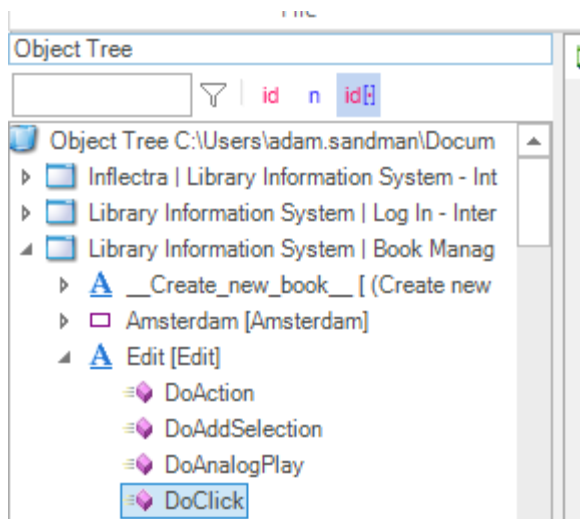 File
Object Tree
id n id[·]
Object Tree C:\Users\adam.sandman\Docum
Inflectra | Library Information System - Int
Library Information System | Log In - Inter
Library Information System | Book Manag
__Create_new_book__ [ (Create new
Amsterdam [Amsterdam]
Edit [Edit]
DoAction
DoAddSelection
DoAnalogPlay
DoClick